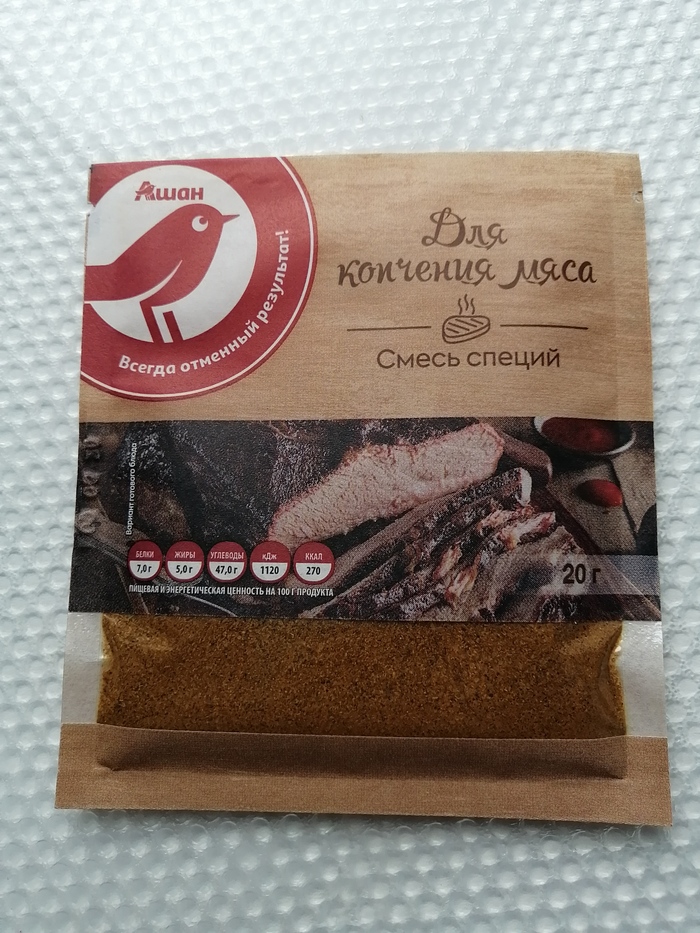 Ашан
Всегда отменный результат!
Для
копчения мяса
Смесь специй
Вариант готового блюда
БЕЛКИ
7,0 г
ЖИРЫ
5,0 г
УГЛЕВОДЫ
47,0 г
кДж
1120
ККАЛ
270
ПИЩЕВАЯ И ЭНЕРГЕТИЧЕСКАЯ ЦЕННОСТЬ НА 100 Г ПРОДУКТА
20 г